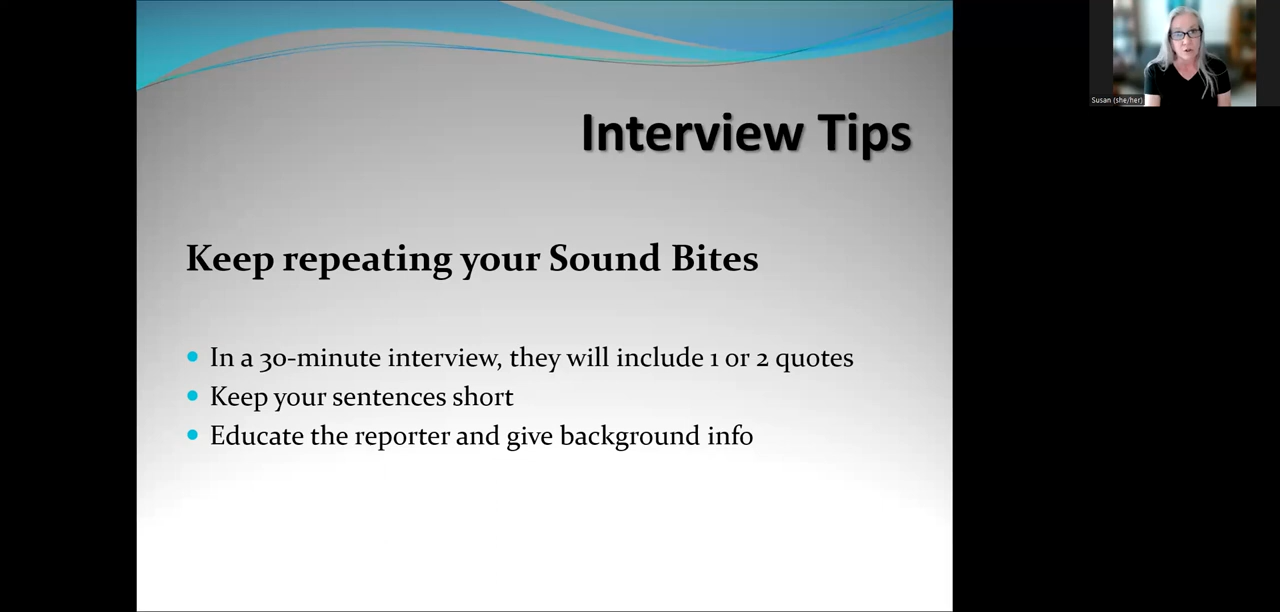 Interview Tips
Keep repeating your Sound Bites
In a 30-minute interview, they will include 1 or 2 quotes
Keep your sentences short
Educate the reporter and give background info
Susan (she/her)